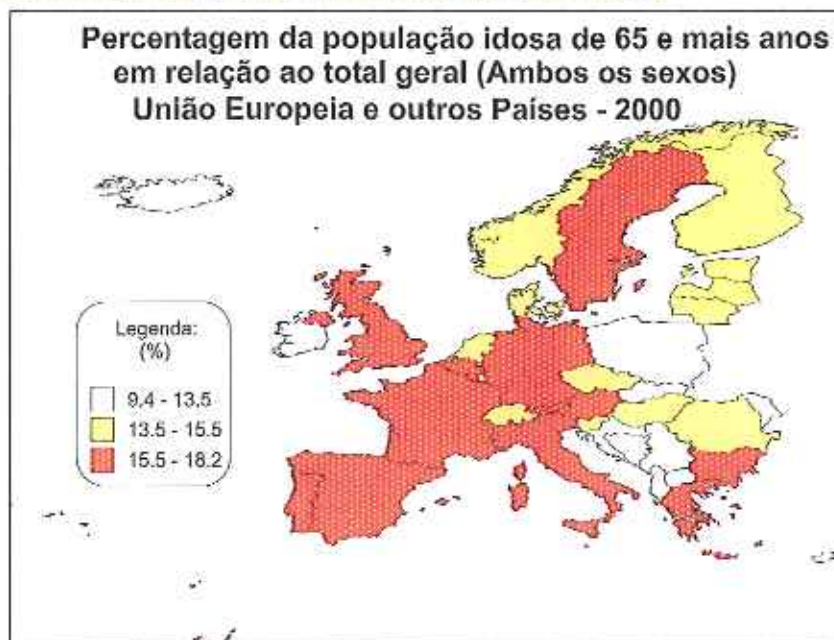 Percentagem da população idosa de 65 e mais anos
em relação ao total geral (Ambos os sexos)
União Europeia e outros Países - 2000
Legenda:
(%)
9.4 - 13.5
13.5 - 15.5
15.5 - 18.2